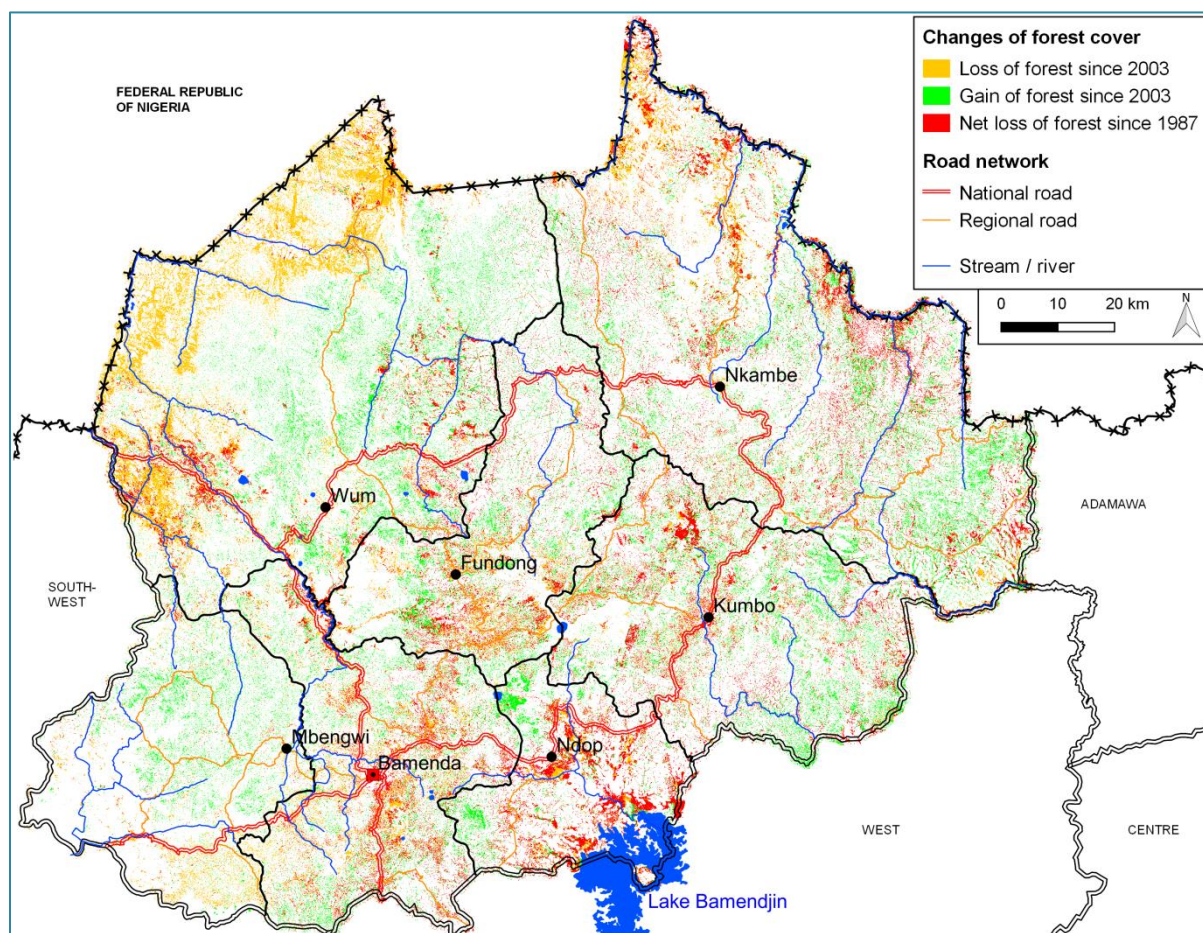 FEDERAL REPUBLIC
OF NIGERIA
Changes of forest cover
Loss of forest since 2003
Gain of forest since 2003
Net loss of forest since 1987
Road network
National road
Regional road
Stream / river
0 10 20 km
N
Nkambe
Wum
ADAMAWA
Fundong
SOUTH-
WEST
Kumbo
Mbengwi
Ndop
Bamenda
WEST
CENTRE
Lake Bamendjin